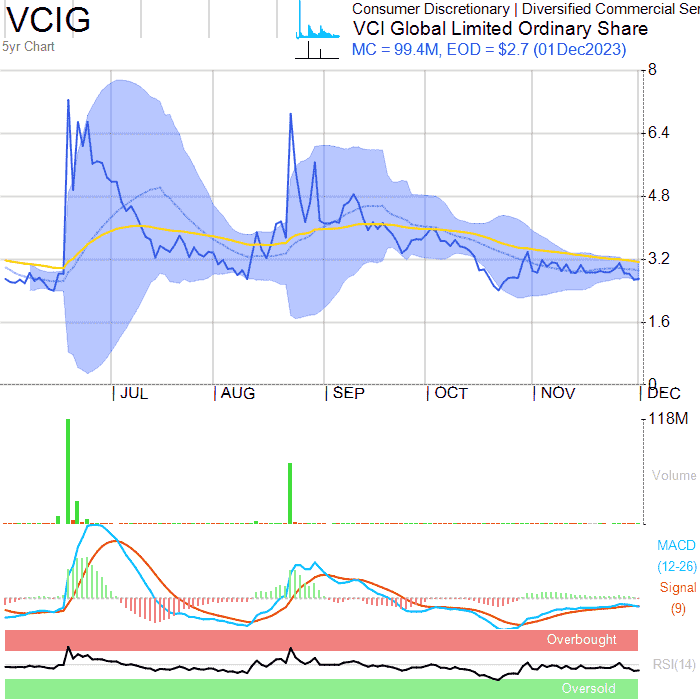 VCIG
5yr Chart
Consumer Discretionary | Diversified Commercial Ser
VCI Global Limited Ordinary Share
MC = 99.4M, EOD = $2.7 (01Dec2023)
8
6.4
4.8
3.2
1.6
0
JUL AUG SEP OCT NOV DEC
118M
Volume
MACD
(12-26)
Signal
(9)
Overbought
RSI(14)
Oversold